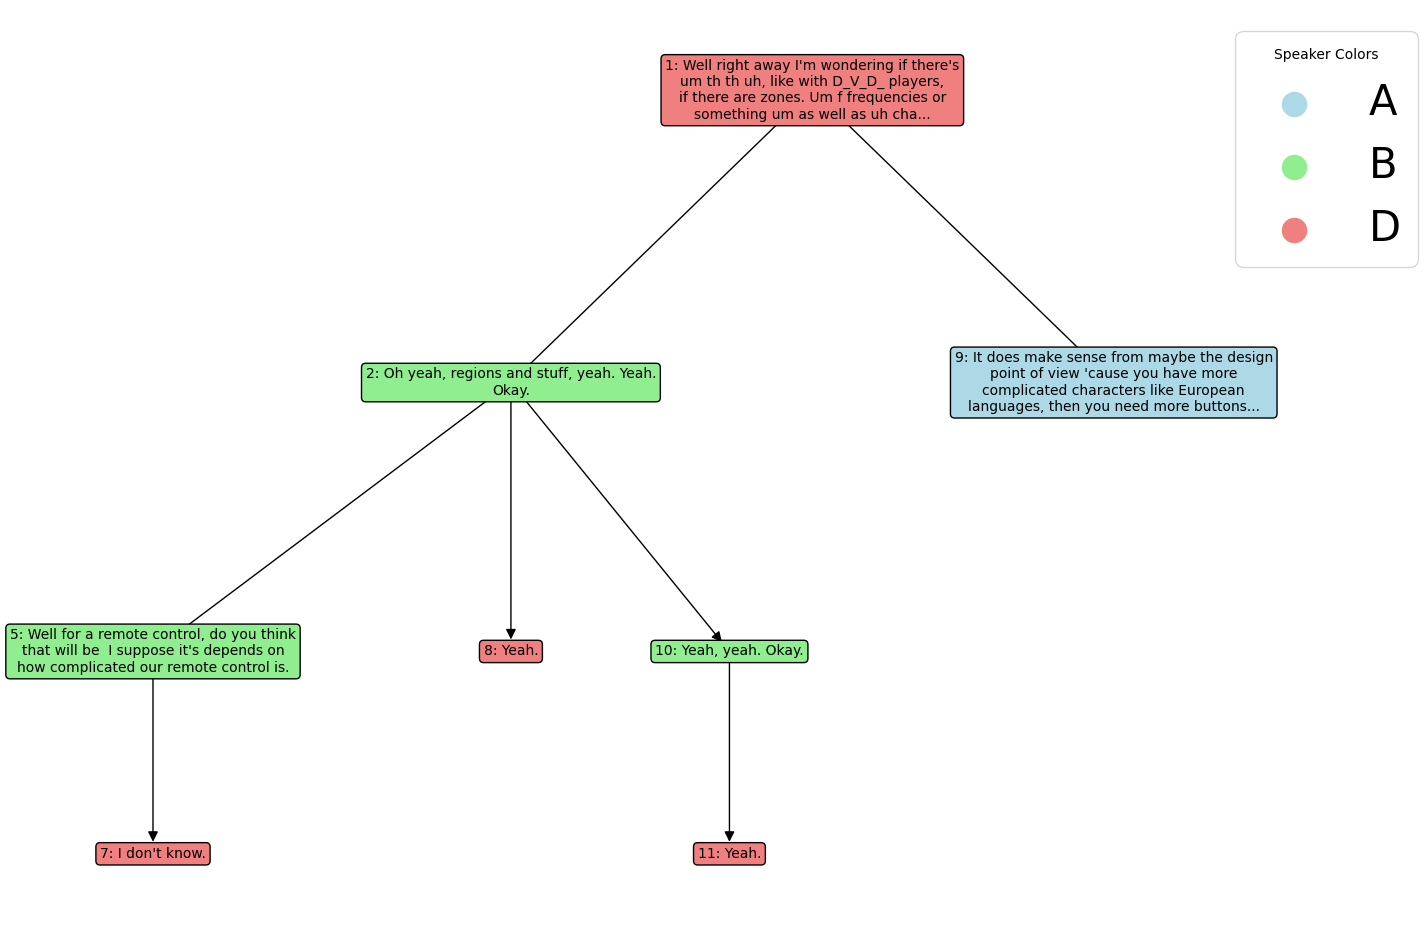 1: Well right away I'm wondering if there's
um th th uh, like with D_V_D_ players,
if there are zones. Um f frequencies or
something um as well as uh cha...
Speaker Colors
A
B
D
2: Oh yeah, regions and stuff, yeah. Yeah.
Okay.
9: It does make sense from maybe the design
point of view 'cause you have more
complicated characters like European
languages, then you need more buttons...
5: Well for a remote control, do you think
that will be  I suppose it's depends on
how complicated our remote control is.
8: Yeah.
10: Yeah, yeah. Okay.
7: I don't know.
11: Yeah.